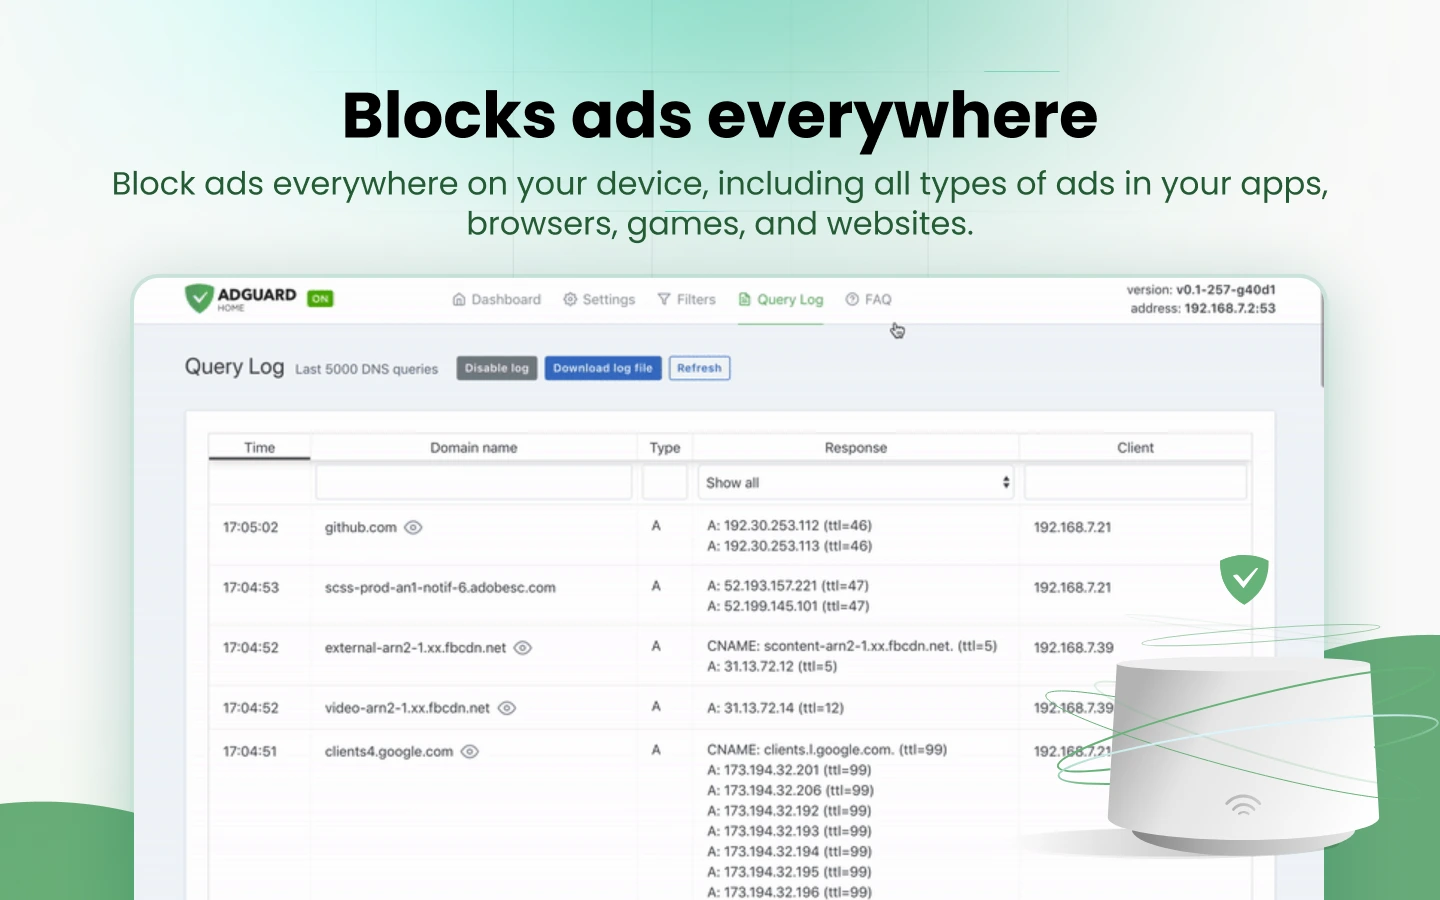 Blocks ads everywhere
Block ads everywhere on your device, including all types of ads in your apps,
browsers, games, and websites.
ADGUARD
HOME
ON
Dashboard
Settings
Filters
Query Log
FAQ
version: v0.1-257-g40d1
address: 192.168.7.2:53
Query Log
Last 5000 DNS queries
Disable log
Download log file
Refresh
Time Domain name Type Response Client
Show all
17:05:02 github.com A A: 192.30.253.112 (ttl=46) 192.168.7.21
A: 192.30.253.113 (ttl=46)
17:04:53 scss-prod-an1-notif-6.adobesc.com A A: 52.193.157.221 (ttl=47) 192.168.7.21
A: 52.199.145.101 (ttl=47)
17:04:52 external-arn2-1.xx.fbcdn.net A CNAME: scontent-arn2-1.xx.fbcdn.net. (ttl=5) 192.168.7.39
A: 31.13.72.12 (ttl=5)
17:04:52 video-arn2-1.xx.fbcdn.net A A: 31.13.72.14 (ttl=12) 192.168.7.39
17:04:51 clients4.google.com A CNAME: clients.l.google.com. (ttl=99) 192.168.7.21
A: 173.194.32.201 (ttl=99)
A: 173.194.32.206 (ttl=99)
A: 173.194.32.192 (ttl=99)
A: 173.194.32.193 (ttl=99)
A: 173.194.32.194 (ttl=99)
A: 173.194.32.195 (ttl=99)
A: 173.194.32.196 (ttl=99)